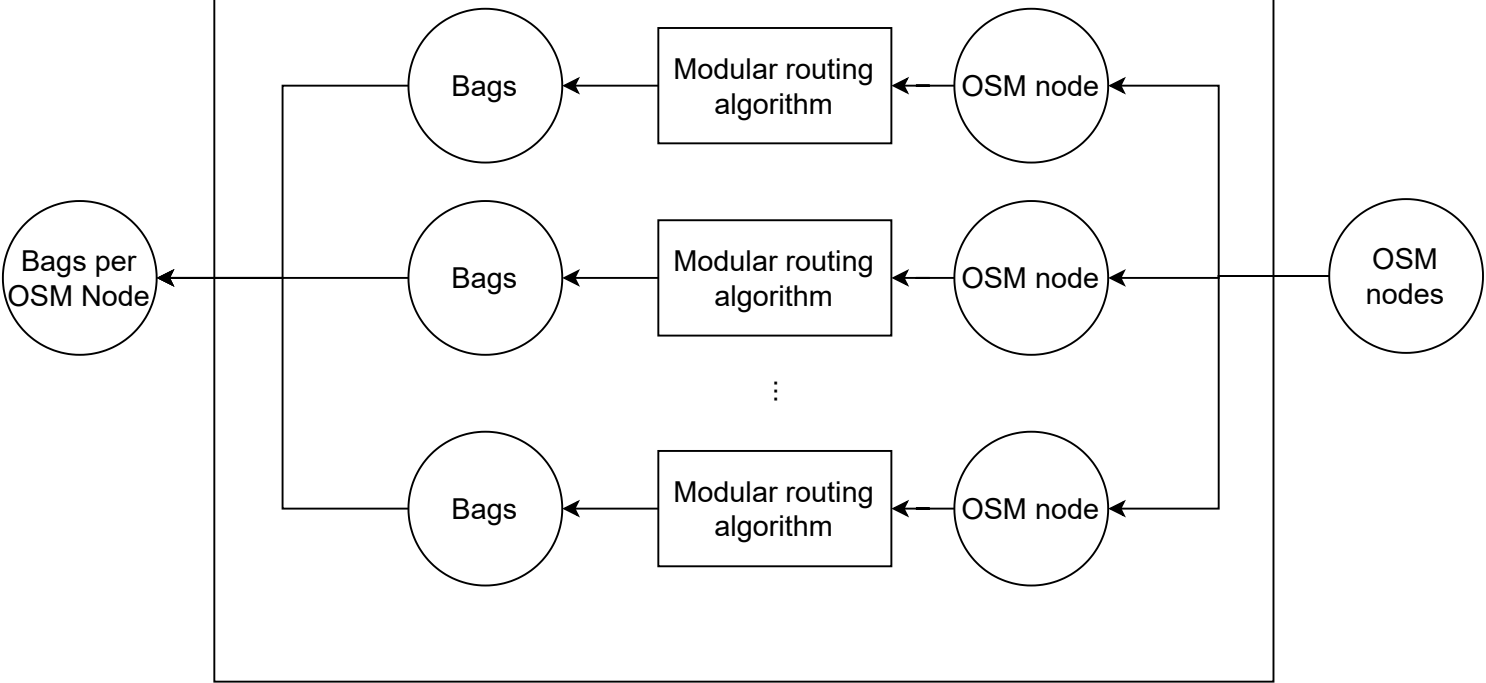 Bags
Modular routing
algorithm
OSM node
Bags per
OSM Node
Bags
Modular routing
algorithm
OSM node
OSM
nodes
...
Bags
Modular routing
algorithm
OSM node